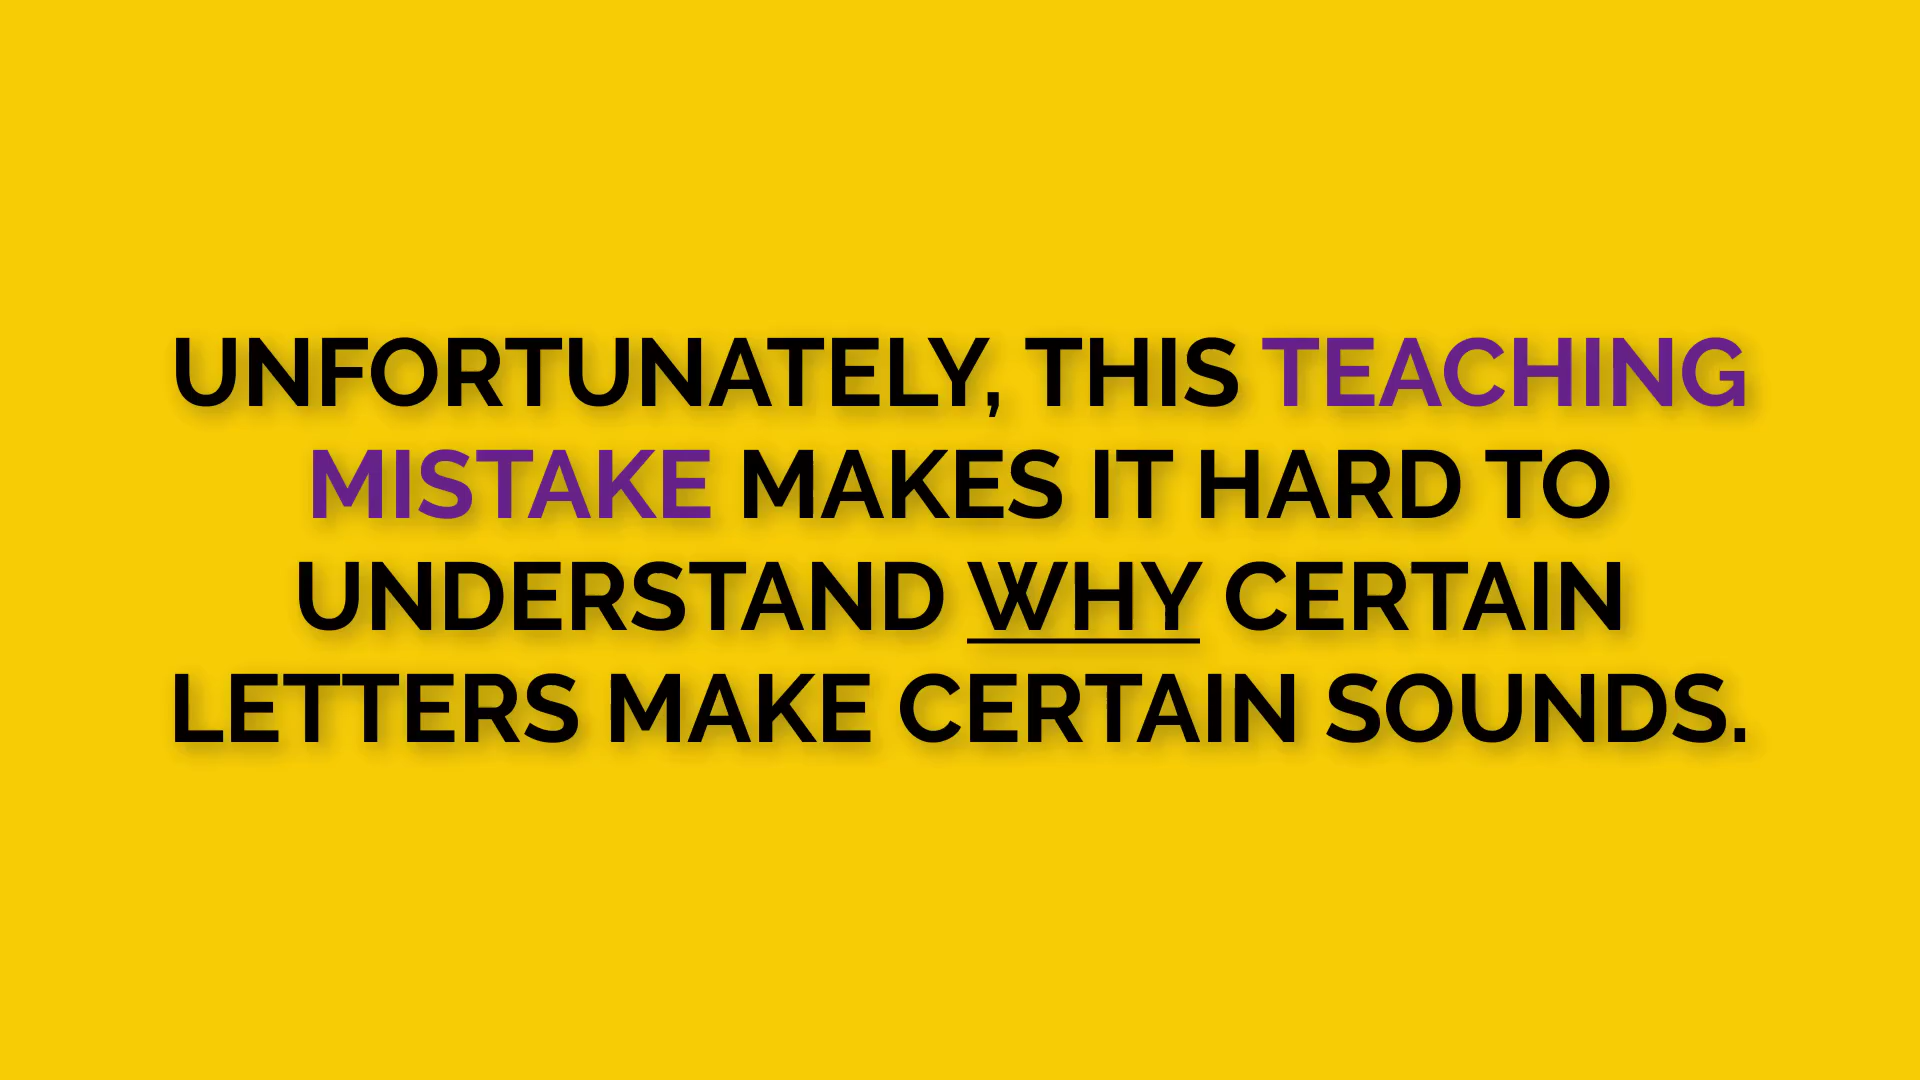 UNFORTUNATELY, THIS TEACHING
MISTAKE MAKES IT HARD TO
UNDERSTAND WHY CERTAIN
LETTERS MAKE CERTAIN SOUNDS.